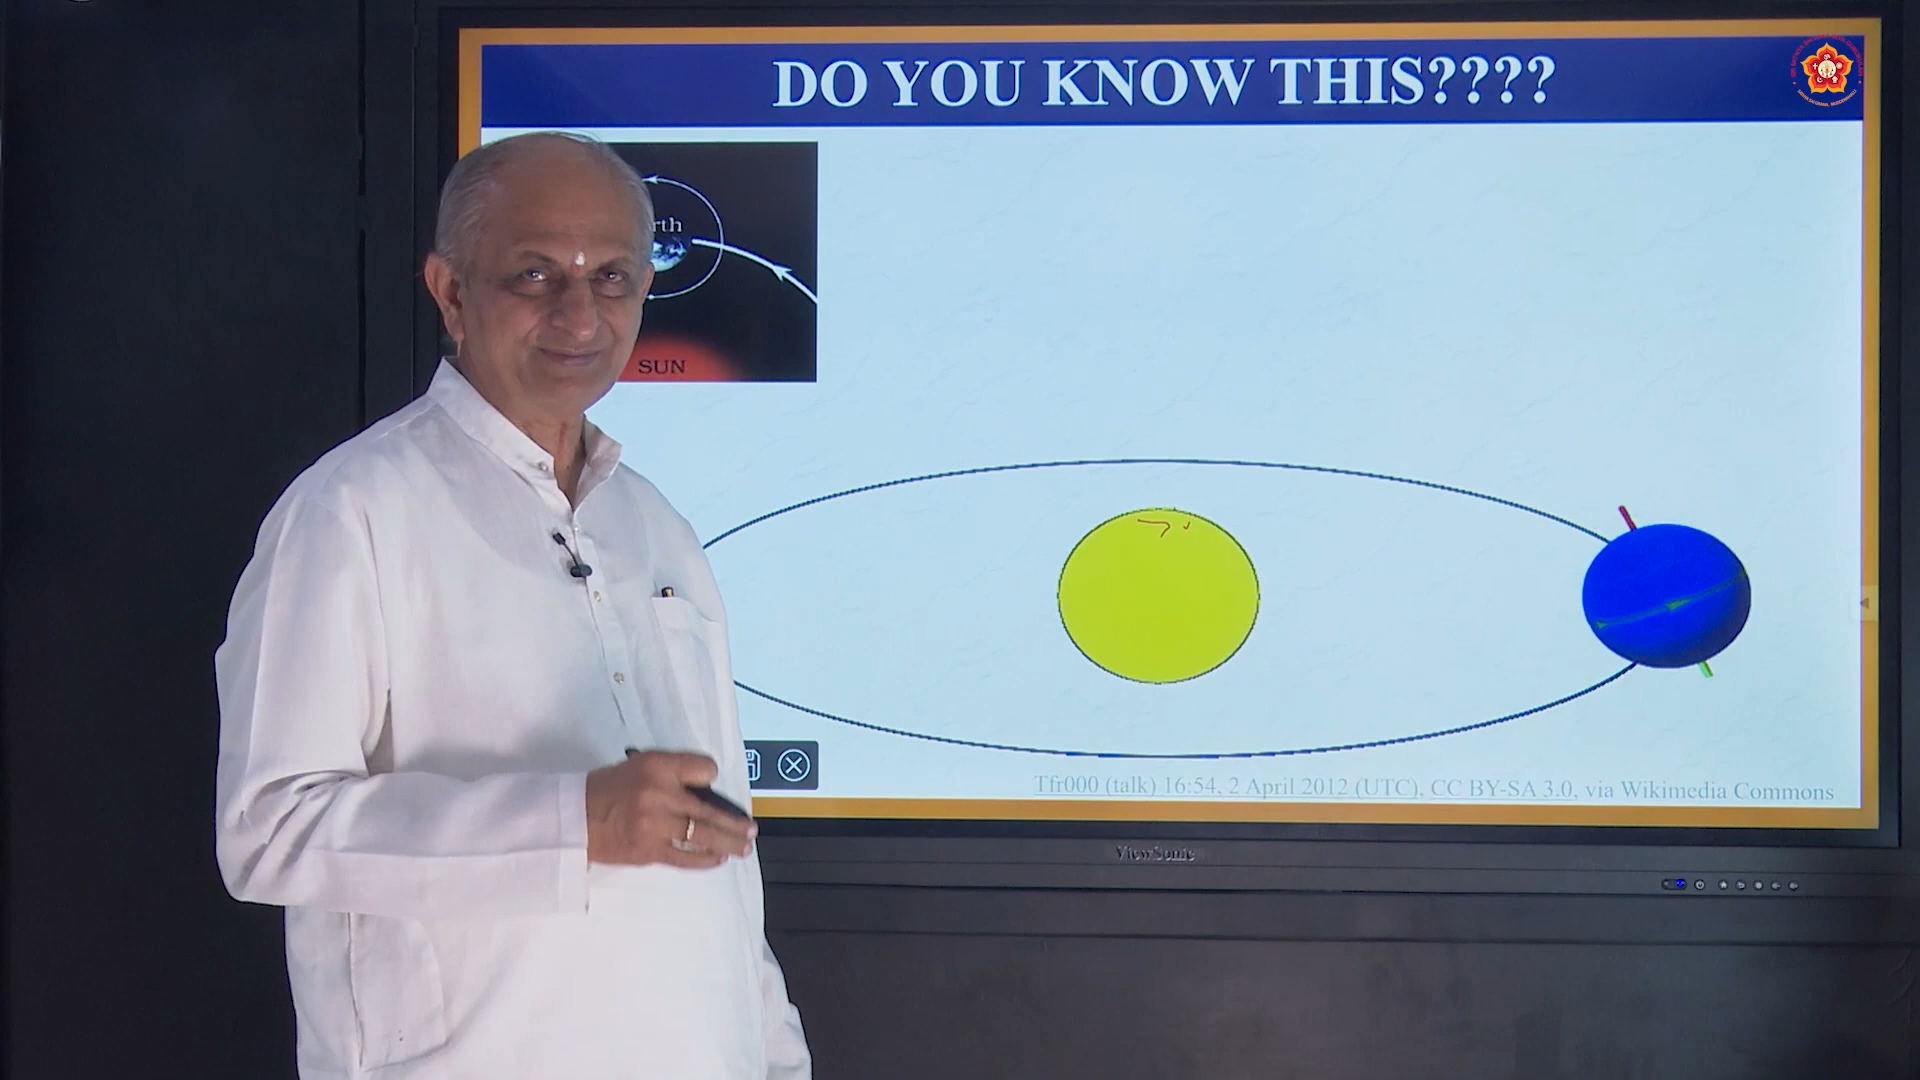 DO YOU KNOW THIS????
rth
SUN
Tfr000 (talk) 16:54, 2 April 2012 (UTC), CC BY-SA 3.0, via Wikimedia Commons
ViewSonic